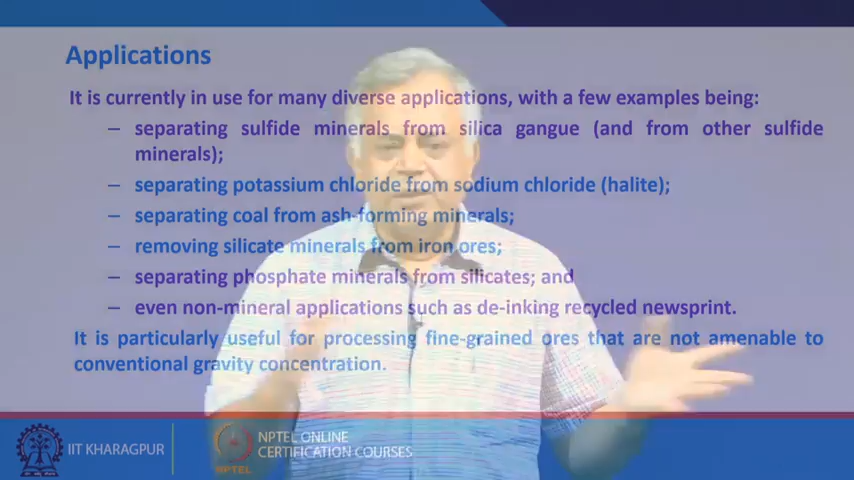 Applications
It is currently in use for many diverse applications, with a few examples being:
– separating sulfide minerals from silica gangue (and from other sulfide
minerals);
– separating potassium chloride from sodium chloride (halite);
– separating coal from ash-forming minerals;
– removing silicate minerals from iron ores;
– separating phosphate minerals from silicates; and
– even non-mineral applications such as de-inking recycled newsprint.
It is particularly useful for processing fine-grained ores that are not amenable to
conventional gravity concentration.
IIT KHARAGPUR
NPTEL
NPTEL ONLINE
CERTIFICATION COURSES